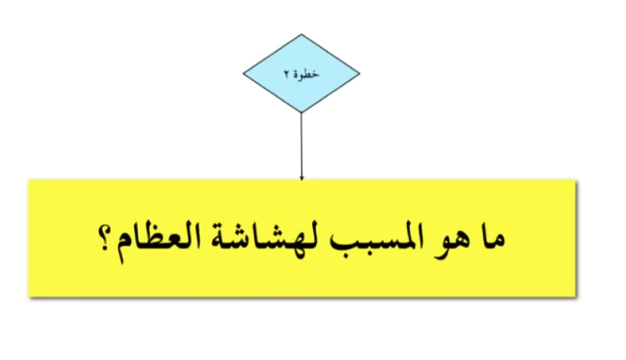 خطوة ٢
ما هو المسبب لهشاشة العظام؟